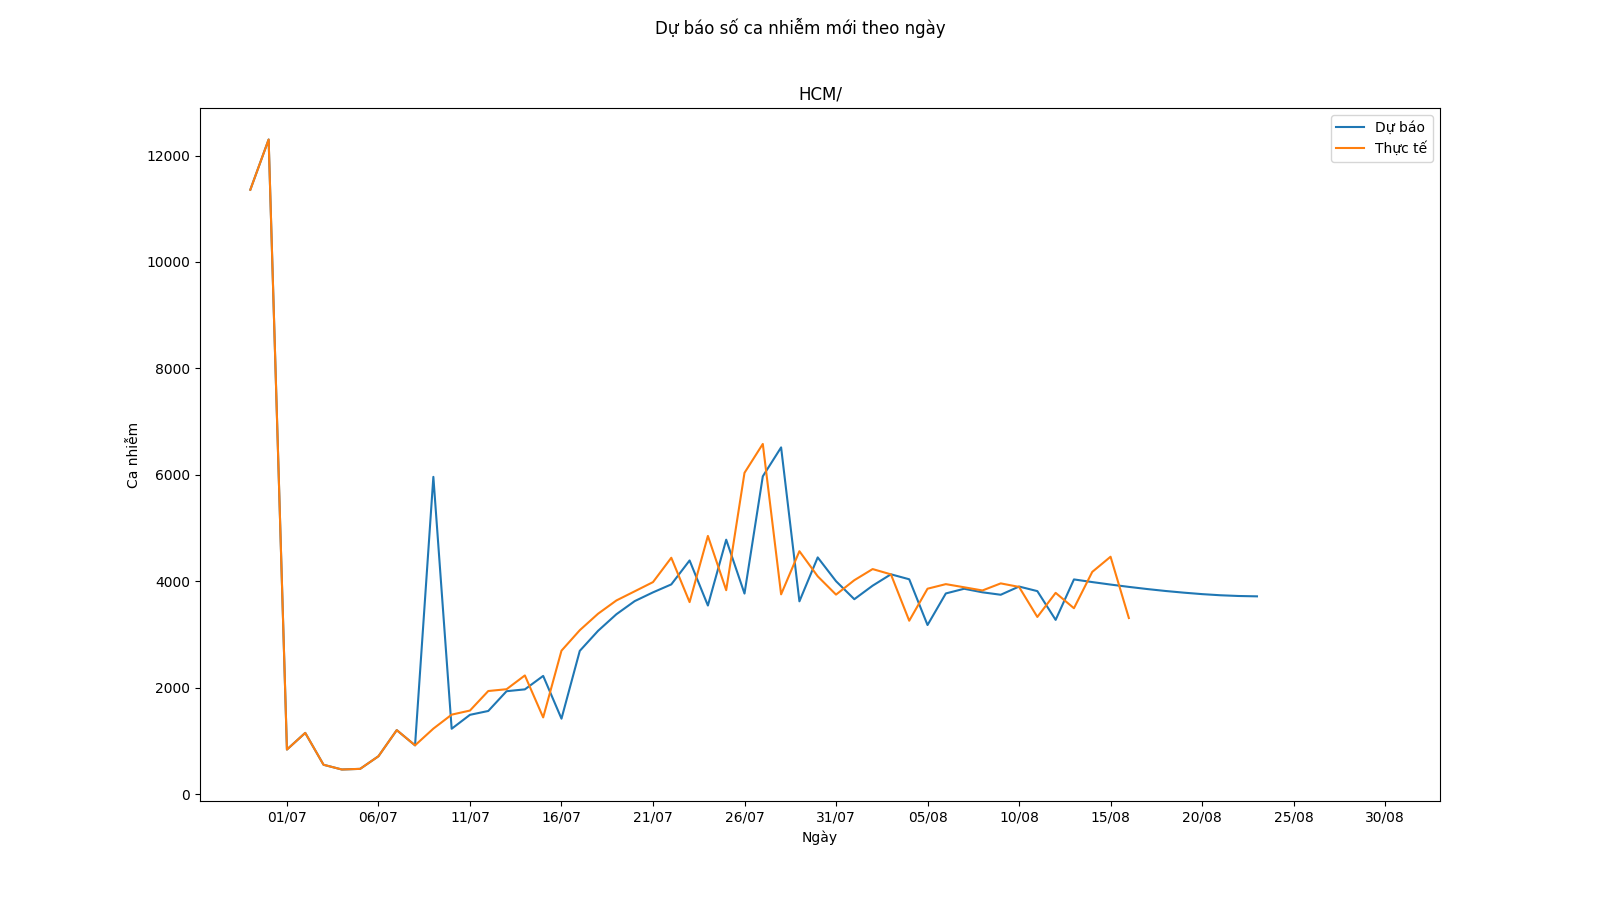 Dự báo số ca nhiễm mới theo ngày
HCM/
Dự báo
Thực tế
12000
10000
8000
6000
4000
2000
0
Ca nhiễm
01/07 06/07 11/07 16/07 21/07 26/07 31/07 05/08 10/08 15/08 20/08 25/08 30/08
Ngày